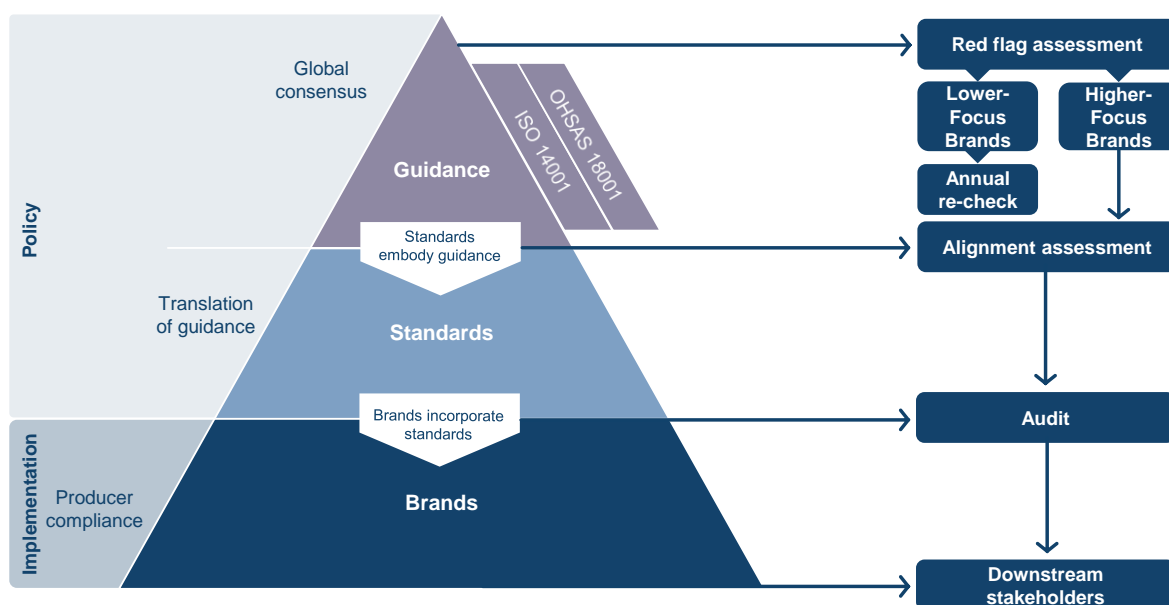 Policy
Global
consensus
Guidance
ISO 14001
OHSAS 18001
Standards
embody guidance
Translation
of guidance
Standards
Brands incorporate
standards
Implementation
Producer
compliance
Brands
Red flag assessment
Lower-
Focus
Brands
Higher-
Focus
Brands
Annual
re-check
Alignment assessment
Audit
Downstream
stakeholders